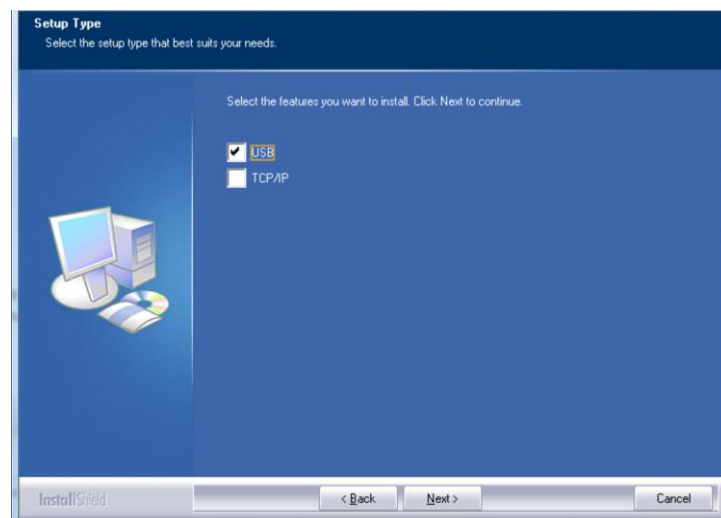 Setup Type
Select the setup type that best suits your needs.
Select the features you want to install. Click Next to continue.
USB
TCP/IP
InstallShield
< Back
Next >
Cancel